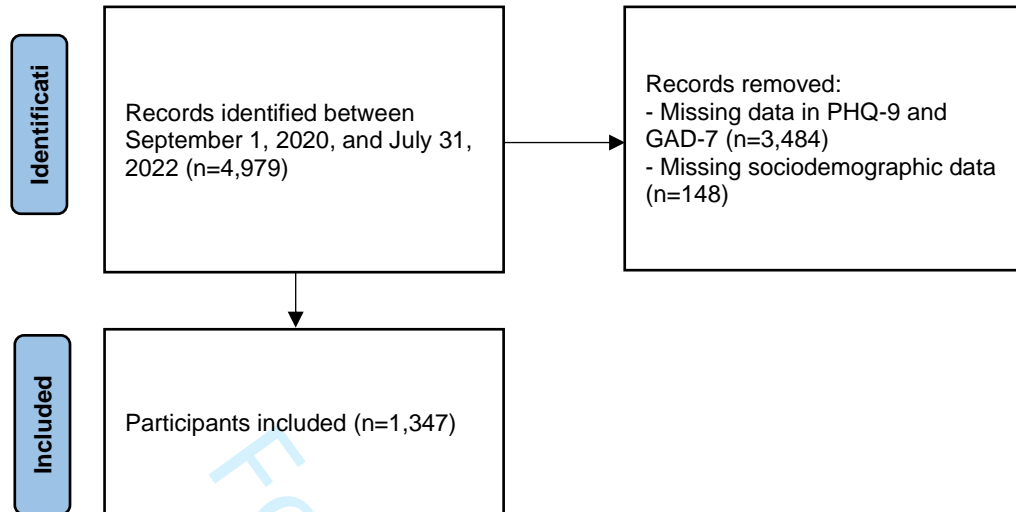 Identificati
Records identified between
September 1, 2020, and July 31,
2022 (n=4,979)
Records removed:
- Missing data in PHQ-9 and
GAD-7 (n=3,484)
- Missing sociodemographic data
(n=148)
Included
Participants included (n=1,347)